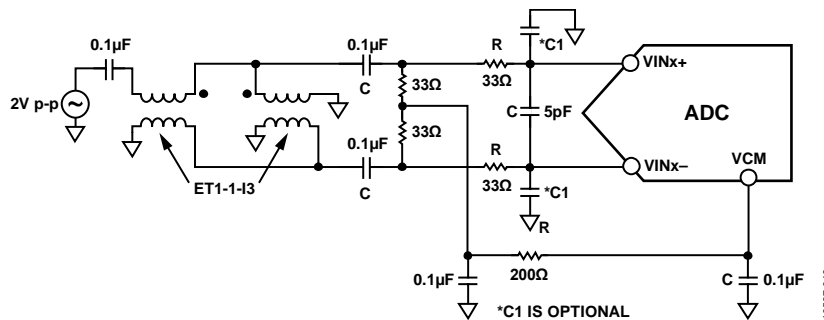 0.1µF
2V p-p
ET1-1-I3
0.1µF
C
0.1µF
C
33Ω
33Ω
R
33Ω
*C1
C
5pF
R
33Ω
*C1
R
VINx+
VINx–
ADC
VCM
0.1µF
200Ω
C
0.1µF
*C1 IS OPTIONAL